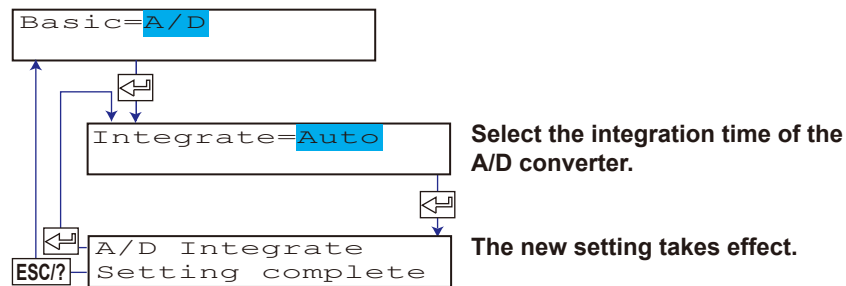 Basic=A/D
Integrate=Auto
Select the integration time of the
A/D converter.
A/D Integrate
Setting complete
The new setting takes effect.
ESC/?